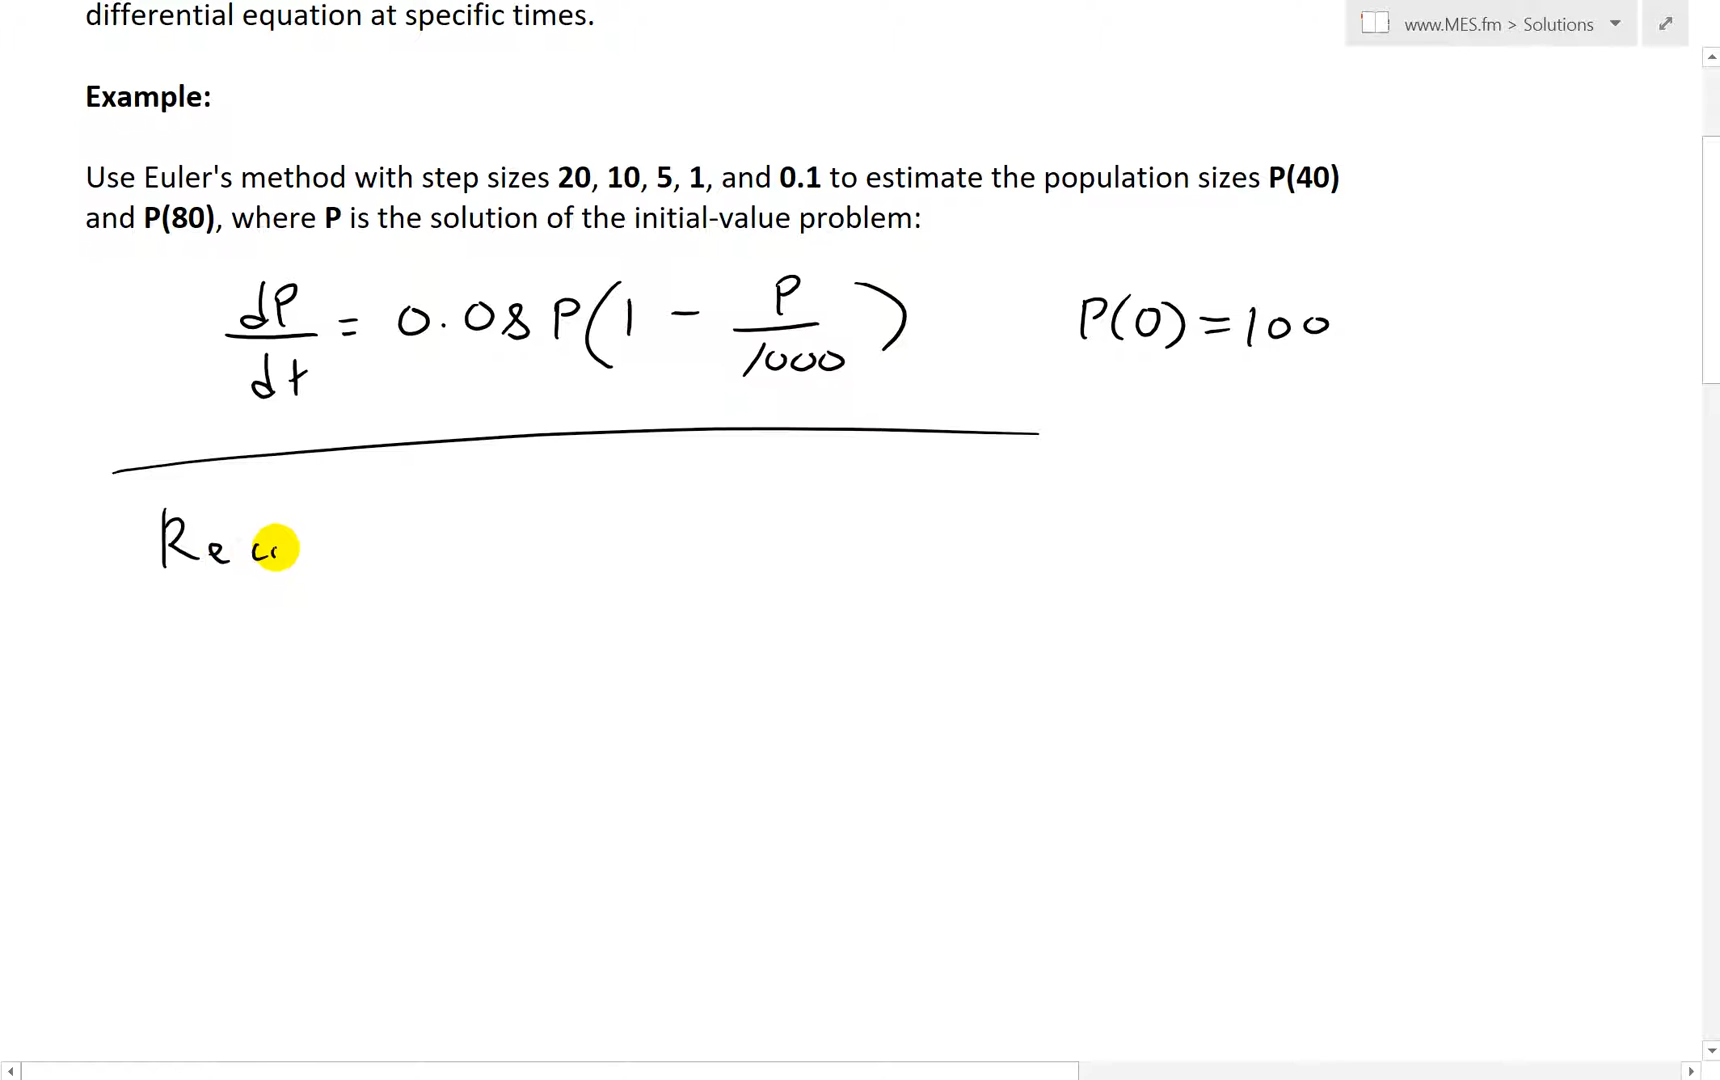 differential equation at specific times.
www.MES.fm > Solutions
Example:
Use Euler's method with step sizes 20, 10, 5, 1, and 0.1 to estimate the population sizes P(40)
and P(80), where P is the solution of the initial-value problem:
dP/dt = 0.08 P(1 - P/1000) P(0) = 100